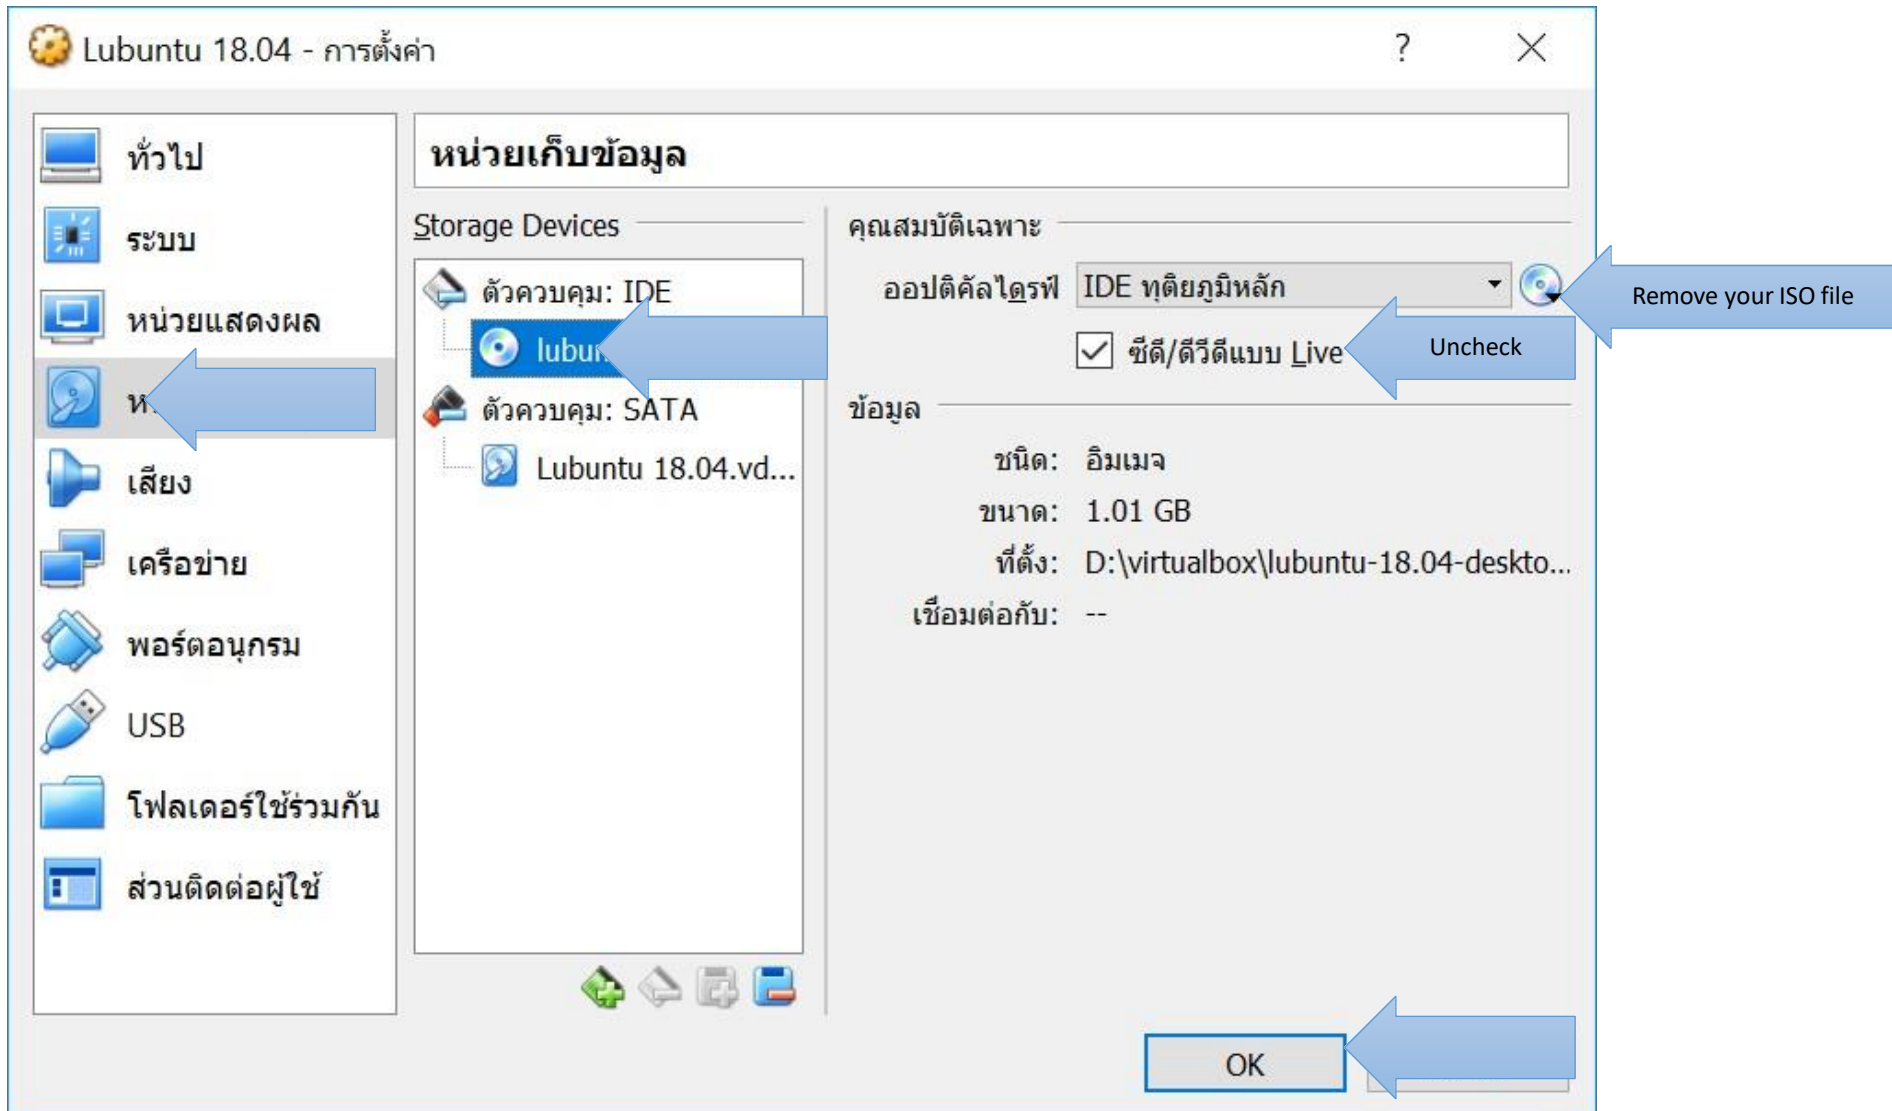 Lubuntu 18.04 - การตั้งค่า
?
ทั่วไป
ระบบ
หน่วยแสดงผล
เสียง
เครือข่าย
พอร์ตอนุกรม
USB
โฟลเดอร์ใช้ร่วมกัน
ส่วนติดต่อผู้ใช้
หน่วยเก็บข้อมูล
Storage Devices
ตัวควบคุม: IDE
ตัวควบคุม: SATA
Lubuntu 18.04.vd...
คุณสมบัติเฉพาะ
ออปติคัลไดรฟ์ IDE ทุติยภูมิหลัก
Remove your ISO file
ซีดี/ดีวีดีแบบ Live
Uncheck
ข้อมูล
ชนิด: อิมเมจ
ขนาด: 1.01 GB
ที่ตั้ง: D:\virtualbox\lubuntu-18.04-deskto...
เชื่อมต่อกับ: --
OK